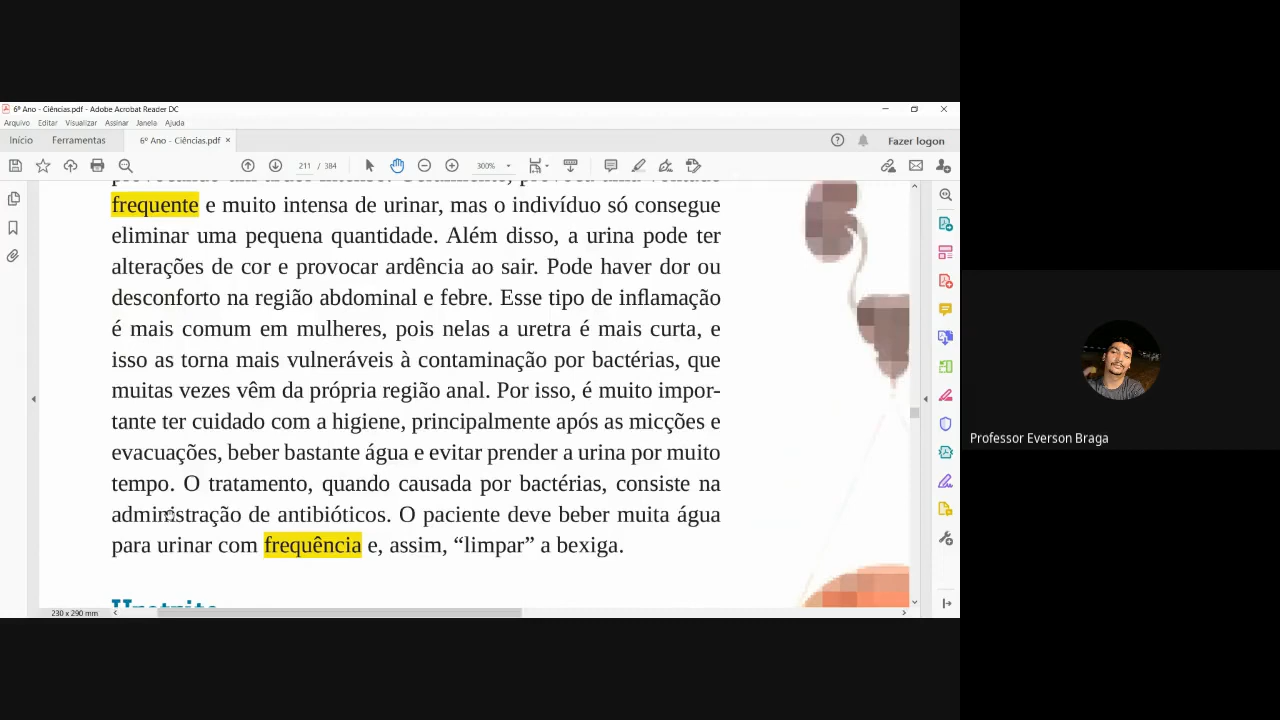 6º Ano - Ciências.pdf - Adobe Acrobat Reader DC
Arquivo Editar Visualizar Assinar Janela Ajuda
Início Ferramentas 6º Ano - Ciências.pdf × Fazer logon
211 / 384 300%
frequente e muito intensa de urinar, mas o indivíduo só consegue
eliminar uma pequena quantidade. Além disso, a urina pode ter
alterações de cor e provocar ardência ao sair. Pode haver dor ou
desconforto na região abdominal e febre. Esse tipo de inflamação
é mais comum em mulheres, pois nelas a uretra é mais curta, e
isso as torna mais vulneráveis à contaminação por bactérias, que
muitas vezes vêm da própria região anal. Por isso, é muito impor-
tante ter cuidado com a higiene, principalmente após as micções e
evacuações, beber bastante água e evitar prender a urina por muito
tempo. O tratamento, quando causada por bactérias, consiste na
administração de antibióticos. O paciente deve beber muita água
para urinar com frequência e, assim, “limpar” a bexiga.
230 x 290 mm
Professor Everson Braga